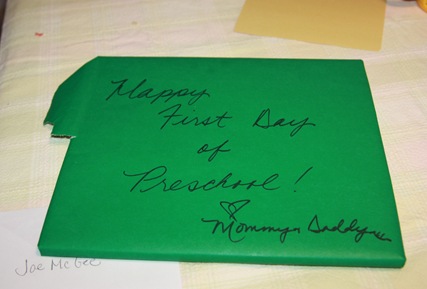 Happy
First Day
of
Preschool!
♡
Mommy n Daddy
Joe McGee